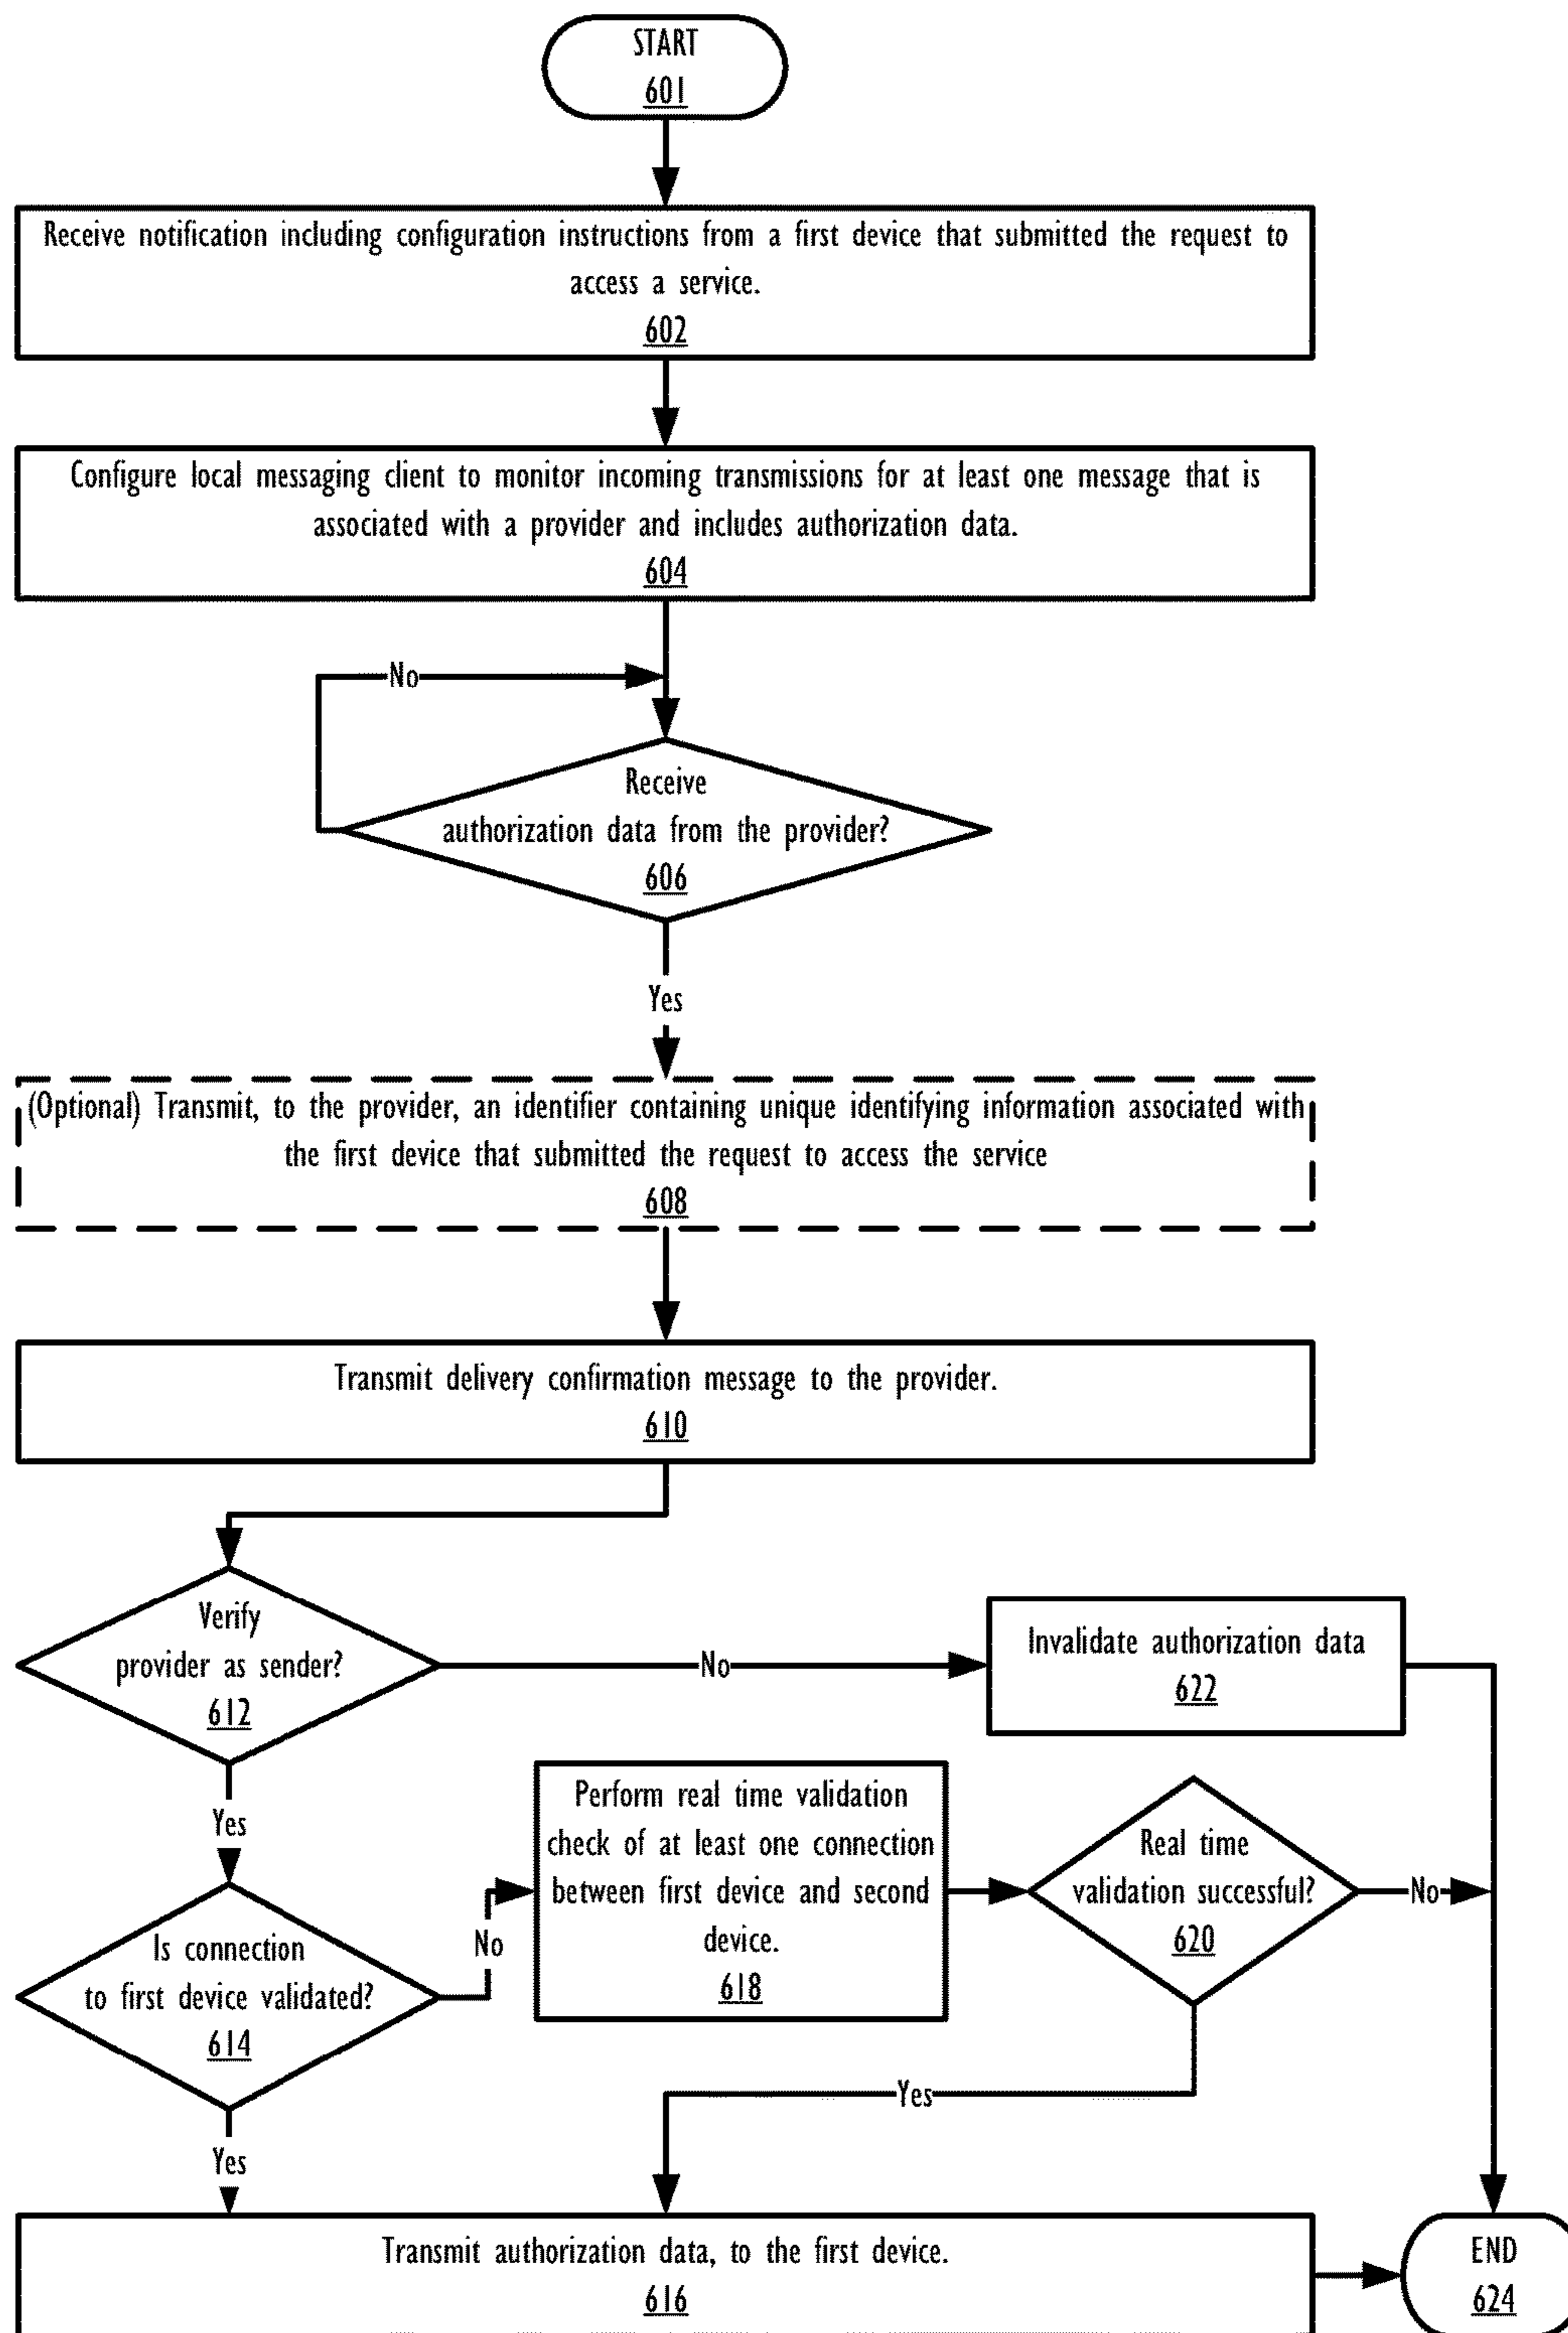 START
601
Receive notification including configuration instructions from a first device that submitted the request to
access a service.
602
Configure local messaging client to monitor incoming transmissions for at least one message that is
associated with a provider and includes authorization data.
604
No
Receive
authorization data from the provider?
606
Yes
(Optional) Transmit, to the provider, an identifier containing unique identifying information associated with
the first device that submitted the request to access the service
608
Transmit delivery confirmation message to the provider.
610
Verify
provider as sender?
612
No
Invalidate authorization data
622
Yes
Is connection
to first device validated?
614
No
Perform real time validation
check of at least one connection
between first device and second
device.
618
Real time
validation successful?
620
No
Yes
Yes
Transmit authorization data, to the first device.
616
END
624